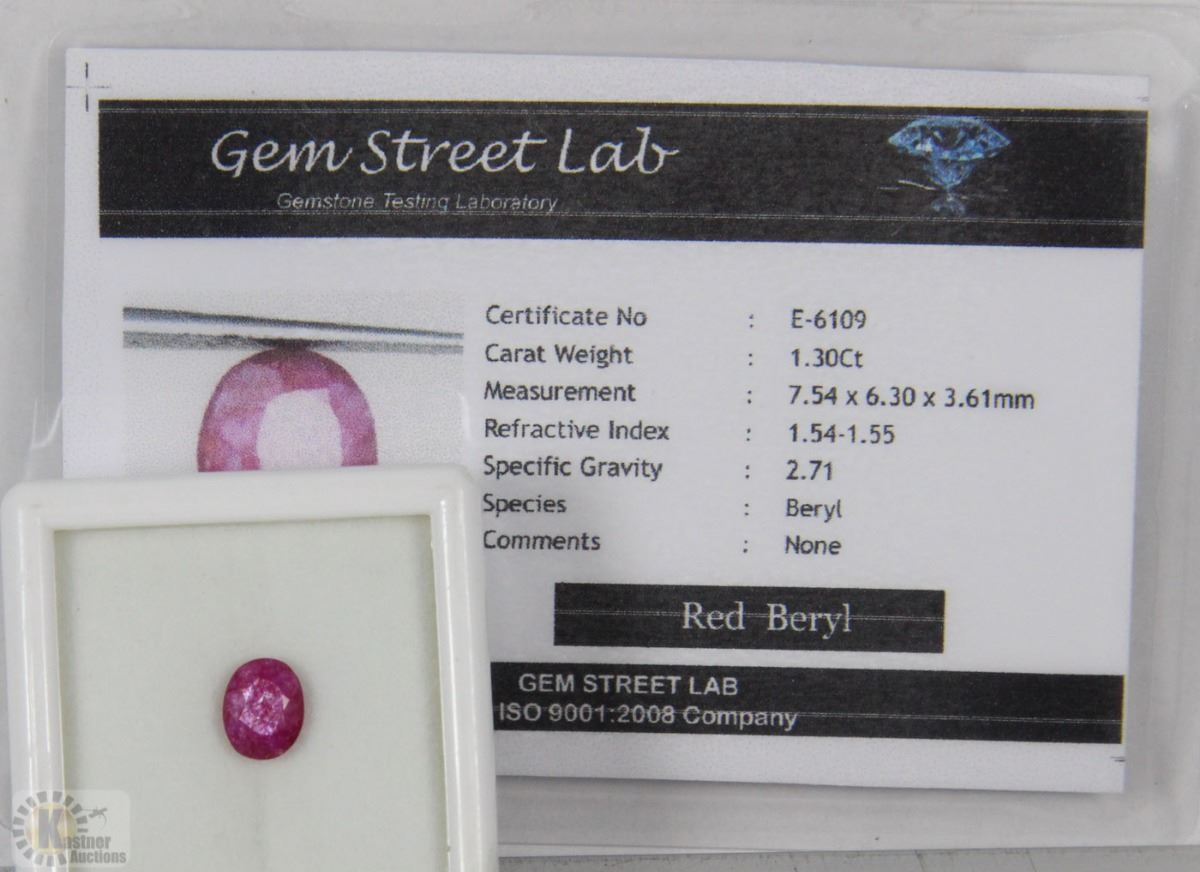 Gem Street Lab
Gemstone Testing Laboratory
Certificate No : E-6109
Carat Weight : 1.30Ct
Measurement : 7.54 x 6.30 x 3.61mm
Refractive Index : 1.54-1.55
Specific Gravity : 2.71
Species : Beryl
Comments : None
Red Beryl
GEM STREET LAB
ISO 9001:2008 Company
Kastner
Auctions